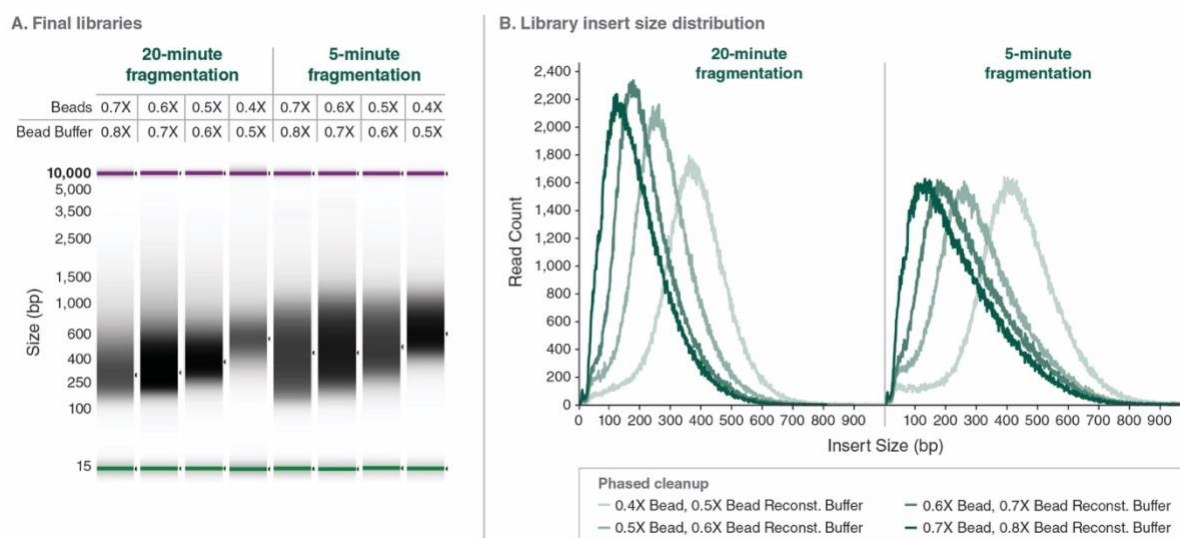 A. Final libraries
20-minute fragmentation
5-minute fragmentation
Beads 0.7X 0.6X 0.5X 0.4X 0.7X 0.6X 0.5X 0.4X
Bead Buffer 0.8X 0.7X 0.6X 0.5X 0.8X 0.7X 0.6X 0.5X
Size (bp)
10,000
5,000
3,500
2,500
1,500
1,000
600
400
250
100
15
B. Library insert size distribution
20-minute fragmentation
5-minute fragmentation
Read Count
2,400
2,200
2,000
1,800
1,600
1,400
1,200
1,000
800
600
400
200
0
0 100 200 300 400 500 600 700 800 900 100 200 300 400 500 600 700 800 900
Insert Size (bp)
Phased cleanup
0.4X Bead, 0.5X Bead Reconst. Buffer
0.5X Bead, 0.6X Bead Reconst. Buffer
0.6X Bead, 0.7X Bead Reconst. Buffer
0.7X Bead, 0.8X Bead Reconst. Buffer